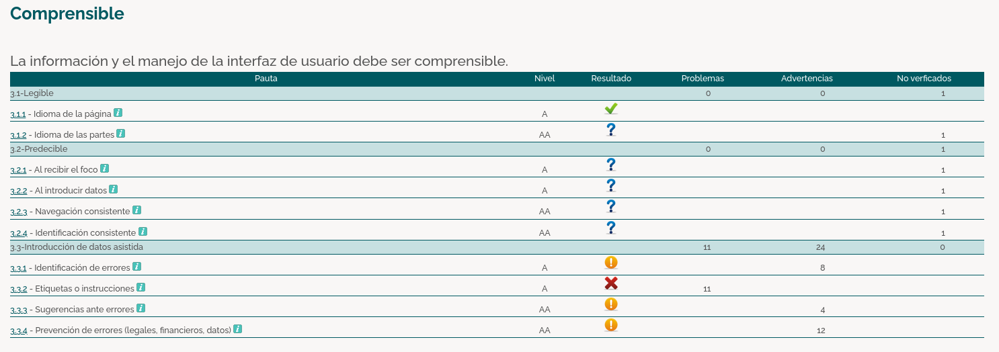 Comprensible
La información y el manejo de la interfaz de usuario debe ser comprensible.
Pauta Nivel Resultado Problemas Advertencias No verficados
3.1-Legible 0 0 1
3.1.1 - Idioma de la página i A
3.1.2 - Idioma de las partes i AA ? 1
3.2-Predecible 0 0 1
3.2.1 - Al recibir el foco i A ? 1
3.2.2 - Al introducir datos i A ? 1
3.2.3 - Navegación consistente i AA ? 1
3.2.4 - Identificación consistente i AA ? 1
3.3-Introducción de datos asistida 11 24 0
3.3.1 - Identificación de errores i A ! 8
3.3.2 - Etiquetas o instrucciones i A 11
3.3.3 - Sugerencias ante errores i AA ! 4
3.3.4 - Prevención de errores (legales, financieros, datos) i AA ! 12